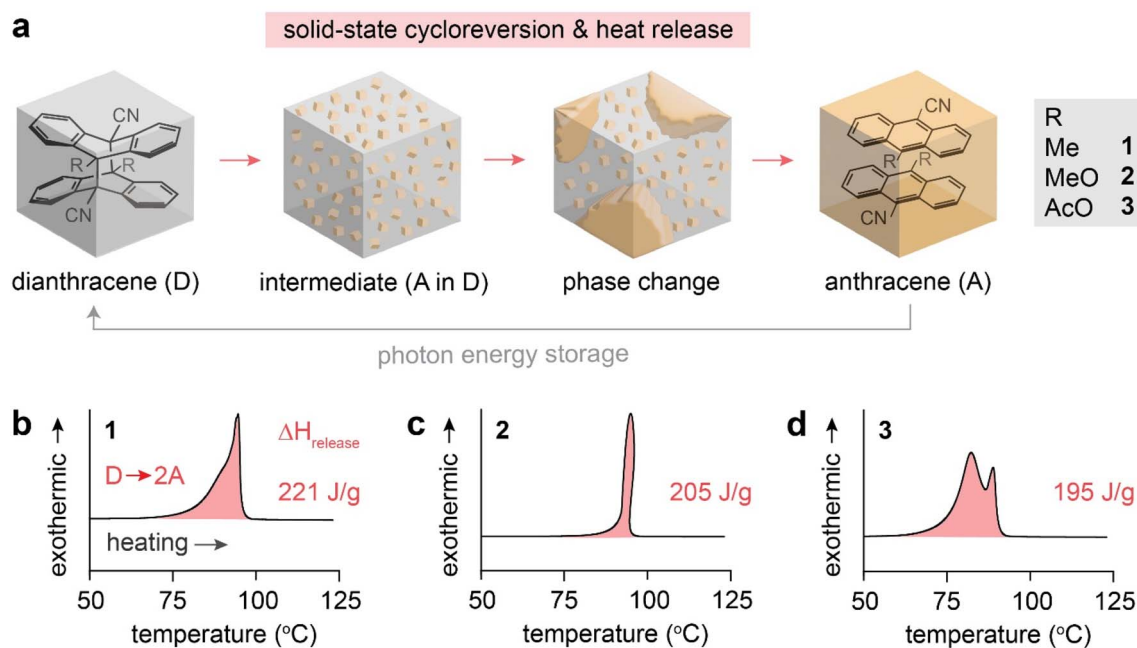 a
solid-state cycloreversion & heat release
CN
R
R
CN
CN
R
R
CN
R
Me 1
MeO 2
AcO 3
dianthracene (D)
intermediate (A in D)
phase change
anthracene (A)
photon energy storage
b
1
ΔHrelease
D→2A
221 J/g
heating →
exothermic →
50 75 100 125
temperature (°C)
c
2
205 J/g
exothermic →
50 75 100 125
temperature (°C)
d
3
195 J/g
exothermic →
50 75 100 125
temperature (°C)